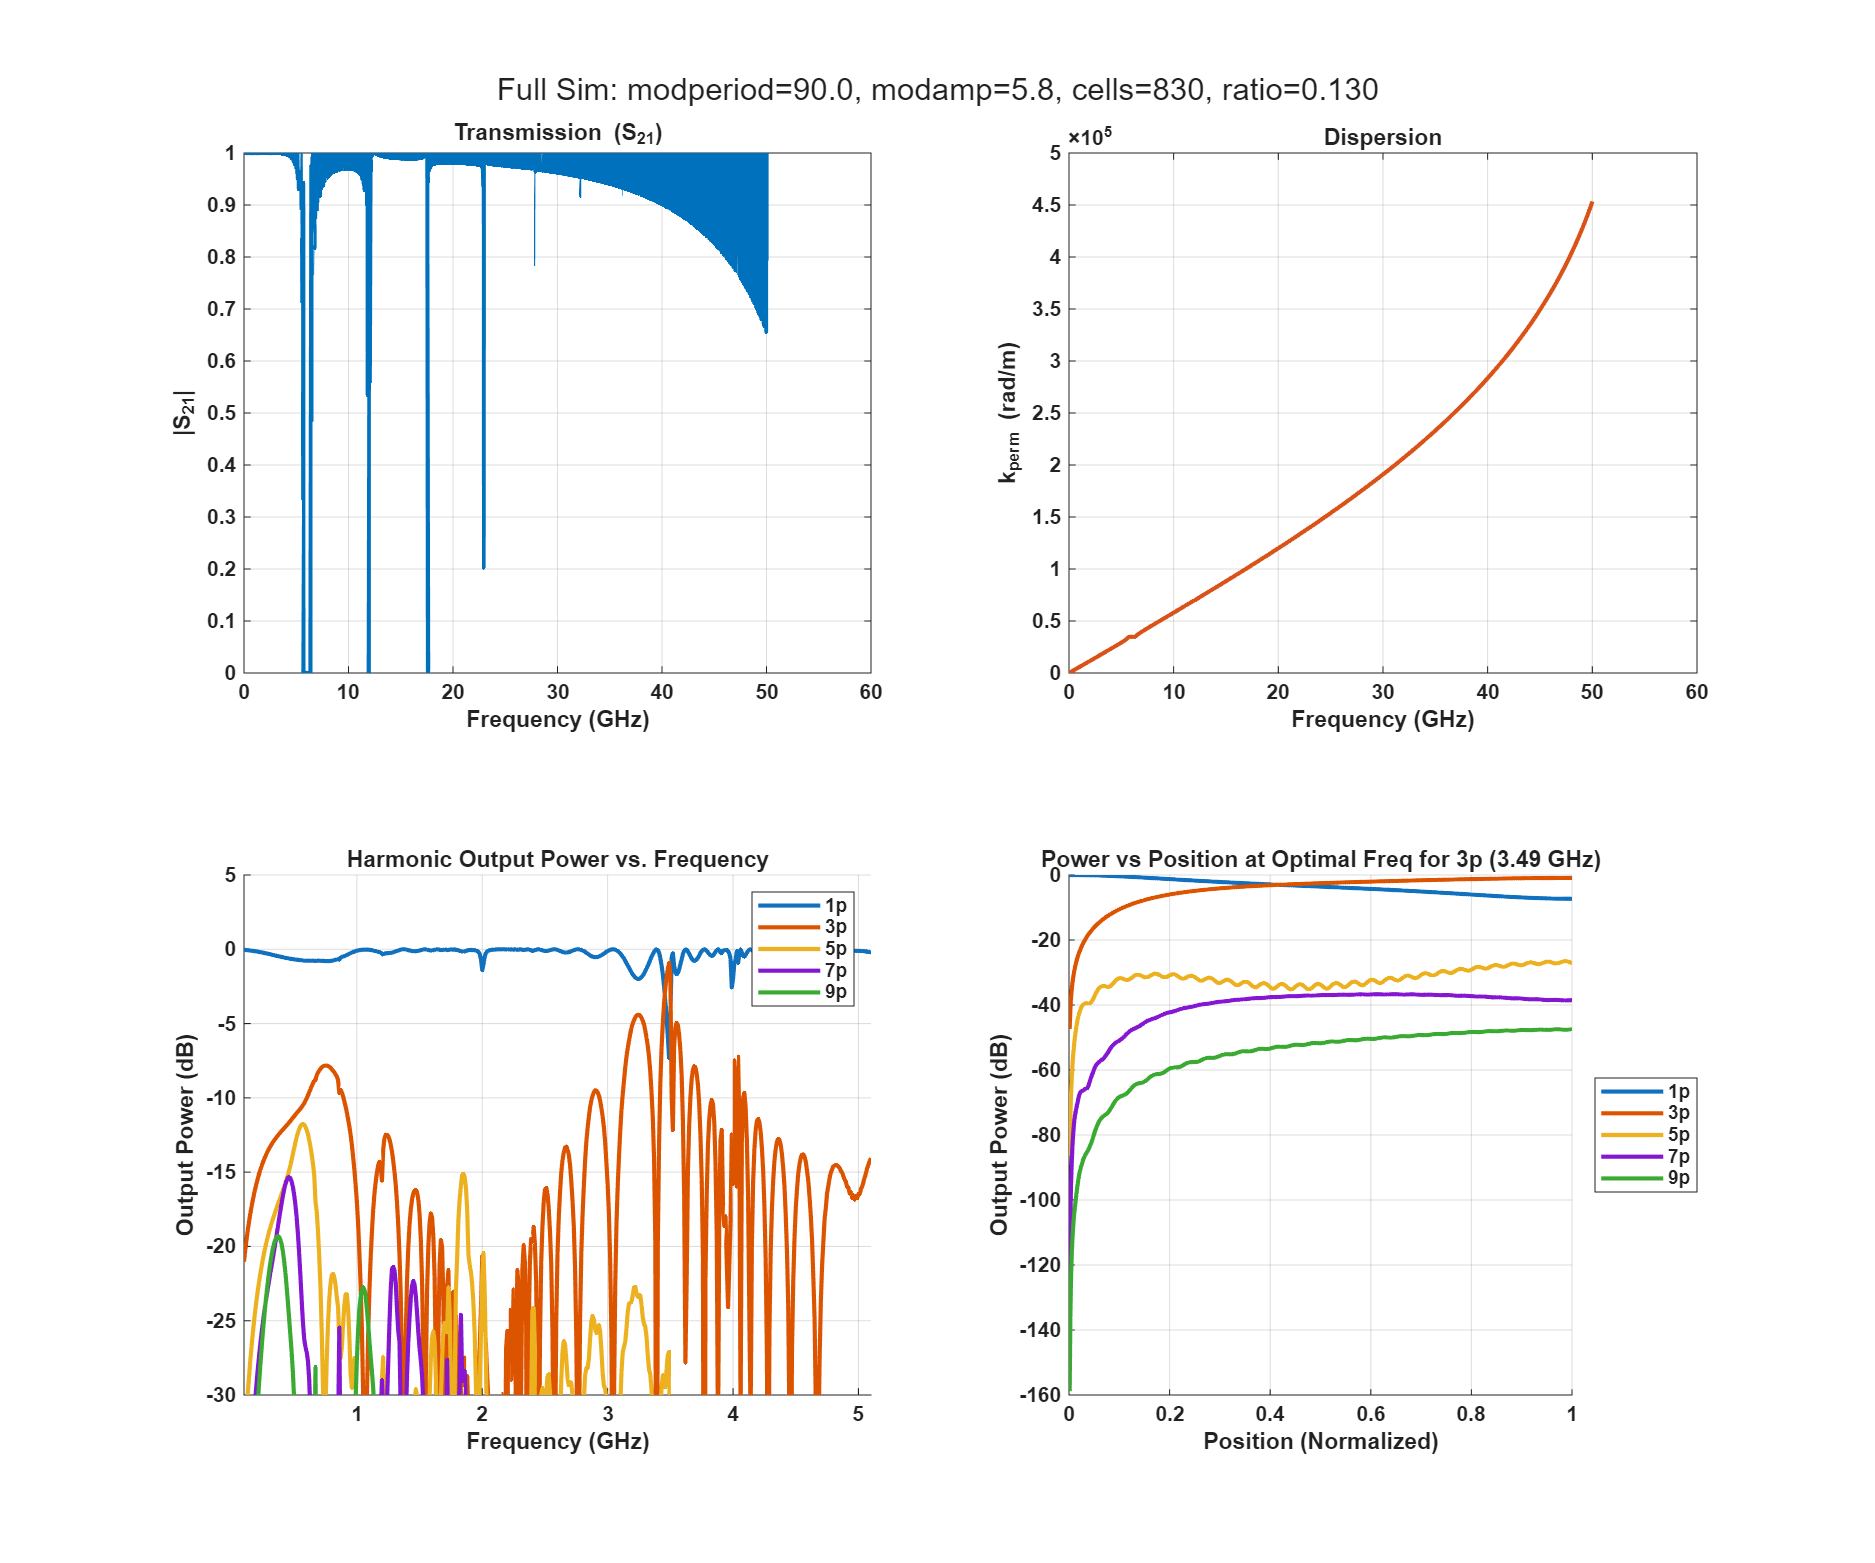 Full Sim: modperiod=90.0, modamp=5.8, cells=830, ratio=0.130
Transmission (S21)
1
0.9
0.8
0.7
0.6
0.5
0.4
0.3
0.2
0.1
0
|S21|
0 10 20 30 40 50 60
Frequency (GHz)
×10^5
Dispersion
5
4.5
4
3.5
3
2.5
2
1.5
1
0.5
0
kperm (rad/m)
0 10 20 30 40 50 60
Frequency (GHz)
Harmonic Output Power vs. Frequency
5
0
-5
-10
-15
-20
-25
-30
Output Power (dB)
1p
3p
5p
7p
9p
1 2 3 4 5
Frequency (GHz)
Power vs Position at Optimal Freq for 3p (3.49 GHz)
0
-20
-40
-60
-80
-100
-120
-140
-160
Output Power (dB)
0 0.2 0.4 0.6 0.8 1
Position (Normalized)
1p
3p
5p
7p
9p